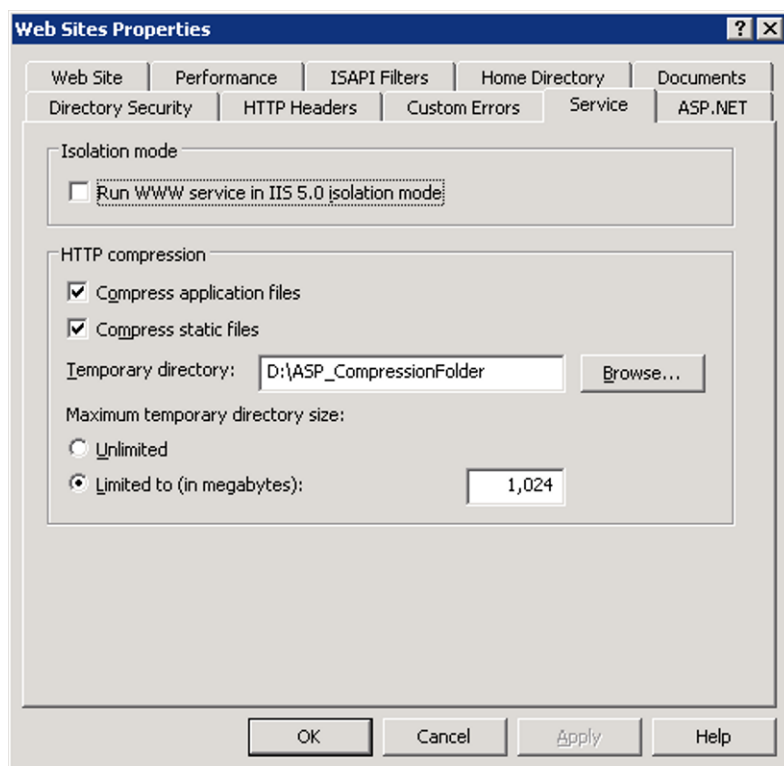 Web Sites Properties
Web Site Performance ISAPI Filters Home Directory Documents
Directory Security HTTP Headers Custom Errors Service ASP.NET
Isolation mode
Run WWW service in IIS 5.0 isolation mode
HTTP compression
Compress application files
Compress static files
Temporary directory: D:\ASP_CompressionFolder Browse...
Maximum temporary directory size:
Unlimited
Limited to (in megabytes): 1,024
OK Cancel Apply Help